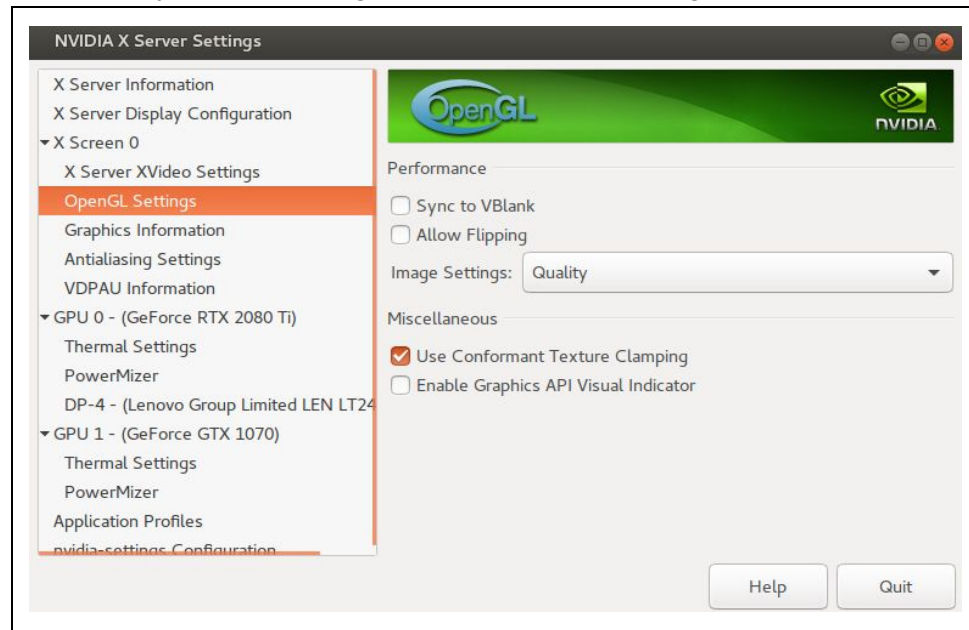 NVIDIA X Server Settings
X Server Information
X Server Display Configuration
X Screen 0
X Server XVideo Settings
OpenGL Settings
Graphics Information
Antialiasing Settings
VDPAU Information
GPU 0 - (GeForce RTX 2080 Ti)
Thermal Settings
PowerMizer
DP-4 - (Lenovo Group Limited LEN LT24
GPU 1 - (GeForce GTX 1070)
Thermal Settings
PowerMizer
Application Profiles
nvidia-settings Configuration
OpenGL
NVIDIA.
Performance
Sync to VBlank
Allow Flipping
Image Settings: Quality
Miscellaneous
Use Conformant Texture Clamping
Enable Graphics API Visual Indicator
Help Quit